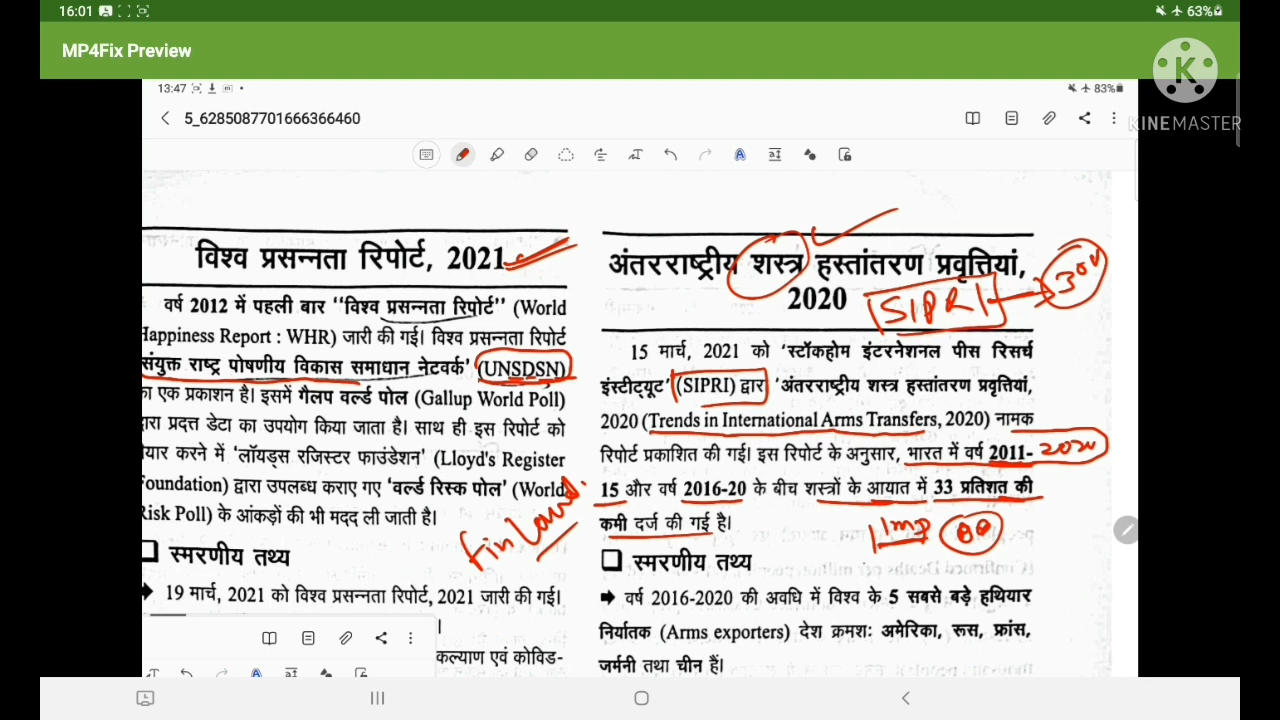 16:01
63%
MP4Fix Preview
KINEMASTER
13:47
83%
5_6285087701666366460
विश्व प्रसन्नता रिपोर्ट, 2021
वर्ष 2012 में पहली बार "विश्व प्रसन्नता रिपोर्ट" (World
Happiness Report : WHR) जारी की गई। विश्व प्रसन्नता रिपोर्ट
संयुक्त राष्ट्र पोषणीय विकास समाधान नेटवर्क' (UNSDSN)
का एक प्रकाशन है। इसमें गैलप वर्ल्ड पोल (Gallup World Poll)
द्वारा प्रदत्त डेटा का उपयोग किया जाता है। साथ ही इस रिपोर्ट को
तैयार करने में 'लॉयड्स रजिस्टर फाउंडेशन' (Lloyd's Register
Foundation) द्वारा उपलब्ध कराए गए 'वर्ल्ड रिस्क पोल' (World
Risk Poll) के आंकड़ों की भी मदद ली जाती है।
Finland
स्मरणीय तथ्य
19 मार्च, 2021 को विश्व प्रसन्नता रिपोर्ट, 2021 जारी की गई।
कल्याण एवं कोविड-
अंतरराष्ट्रीय शस्त्र हस्तांतरण प्रवृत्तियां,
2020
SIPRI
15 मार्च, 2021 को 'स्टॉकहोम इंटरनेशनल पीस रिसर्च
इंस्टीट्यूट' (SIPRI) द्वार 'अंतरराष्ट्रीय शस्त्र हस्तांतरण प्रवृत्तियां,
2020 (Trends in International Arms Transfers, 2020) नामक
रिपोर्ट प्रकाशित की गई। इस रिपोर्ट के अनुसार, भारत में वर्ष 2011-
2020
15 और वर्ष 2016-20 के बीच शस्त्रों के आयात में 33 प्रतिशत की
कमी दर्ज की गई है।
Imp
स्मरणीय तथ्य
वर्ष 2016-2020 की अवधि में विश्व के 5 सबसे बड़े हथियार
निर्यातक (Arms exporters) देश क्रमशः अमेरिका, रूस, फ्रांस,
जर्मनी तथा चीन हैं।